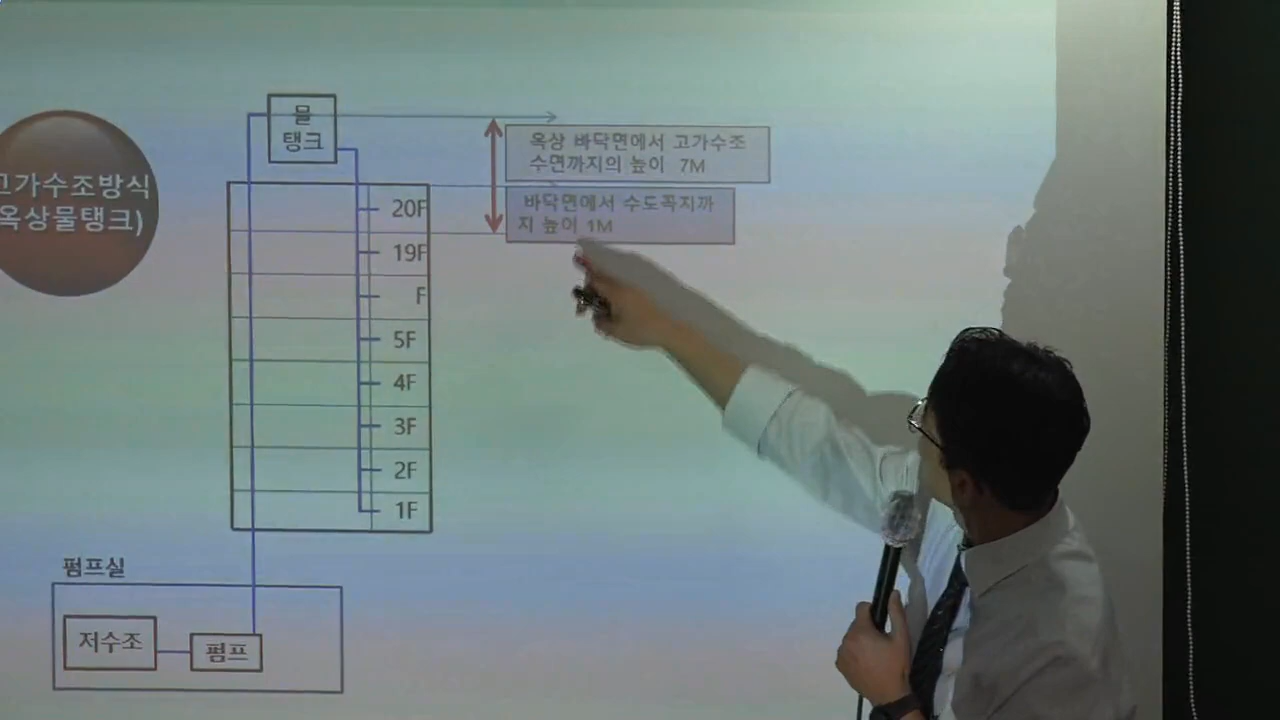 물
탱크
옥상 바닥면에서 고가수조
수면까지의 높이 7M
고가수조방식
옥상물탱크)
바닥면에서 수도꼭지까
지 높이 1M
20F
19F
F
5F
4F
3F
2F
1F
펌프실
저수조
펌프